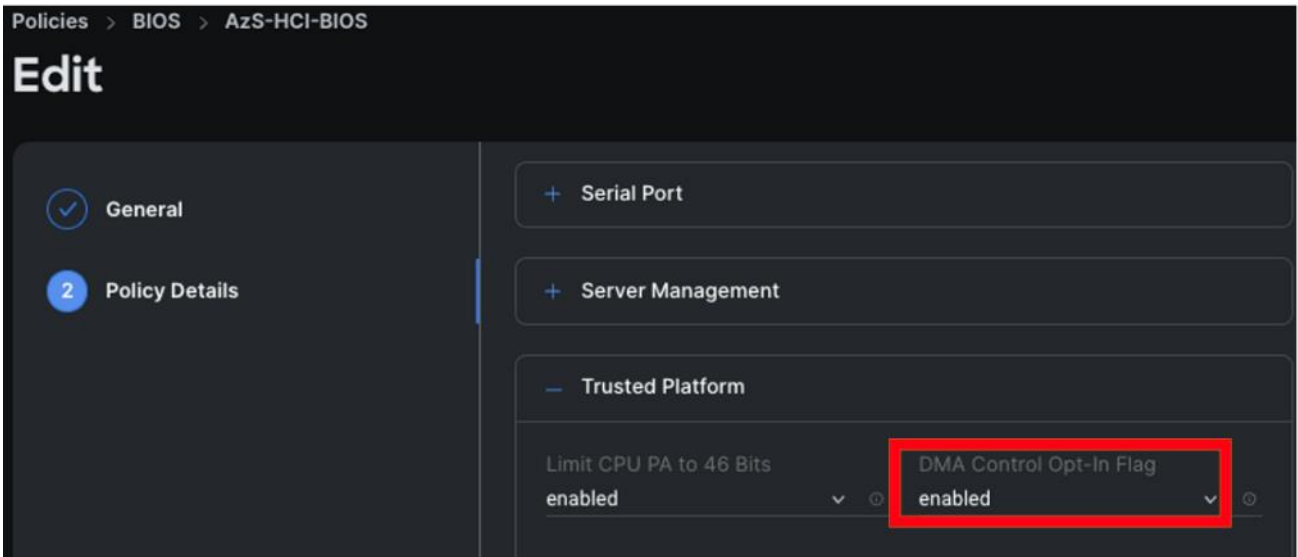 Policies > BIOS > AzS-HCI-BIOS
Edit
General
2 Policy Details
+ Serial Port
+ Server Management
– Trusted Platform
Limit CPU PA to 46 Bits
enabled
DMA Control Opt-In Flag
enabled